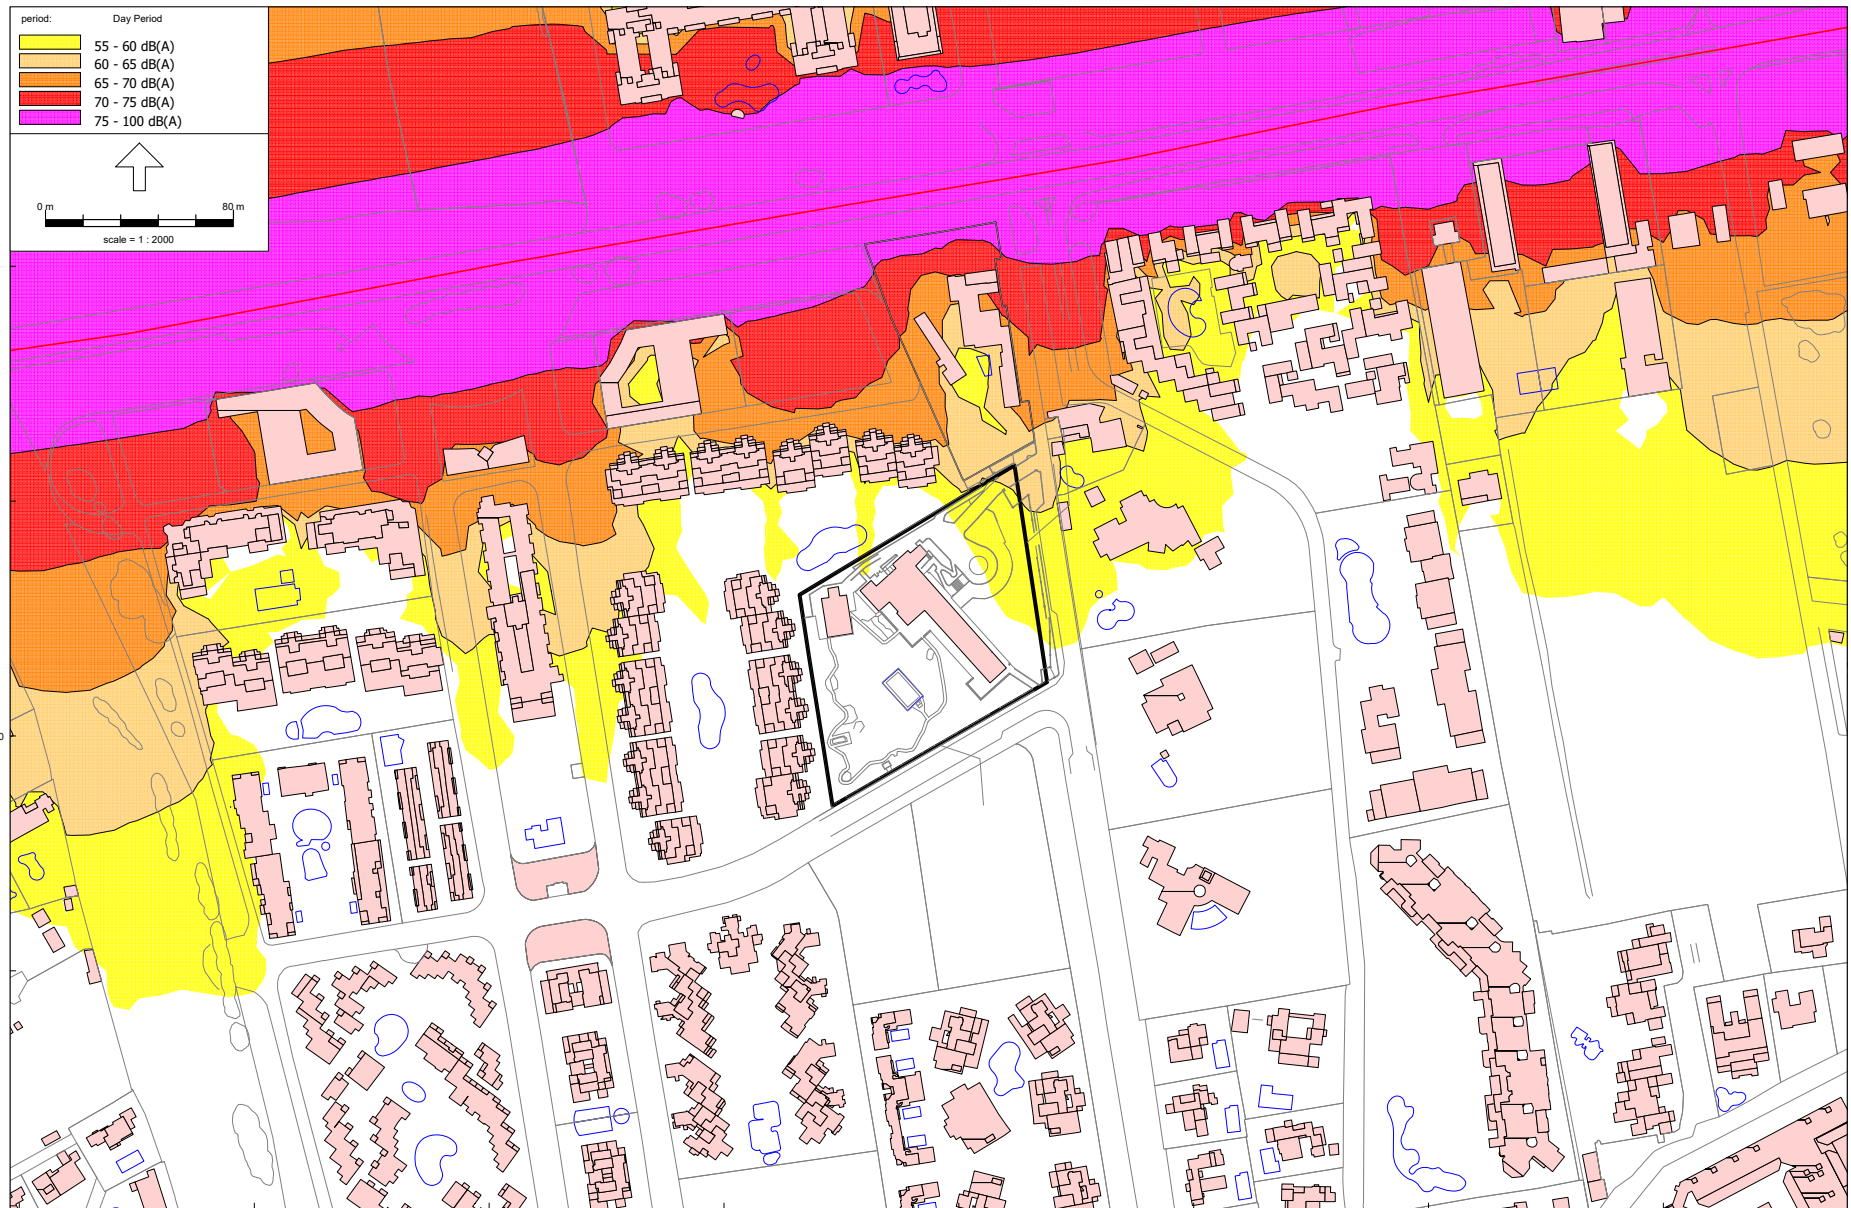 period: Day Period
55 - 60 dB(A)
60 - 65 dB(A)
65 - 70 dB(A)
70 - 75 dB(A)
75 - 100 dB(A)
0 m 80 m
scale = 1 : 2000
0